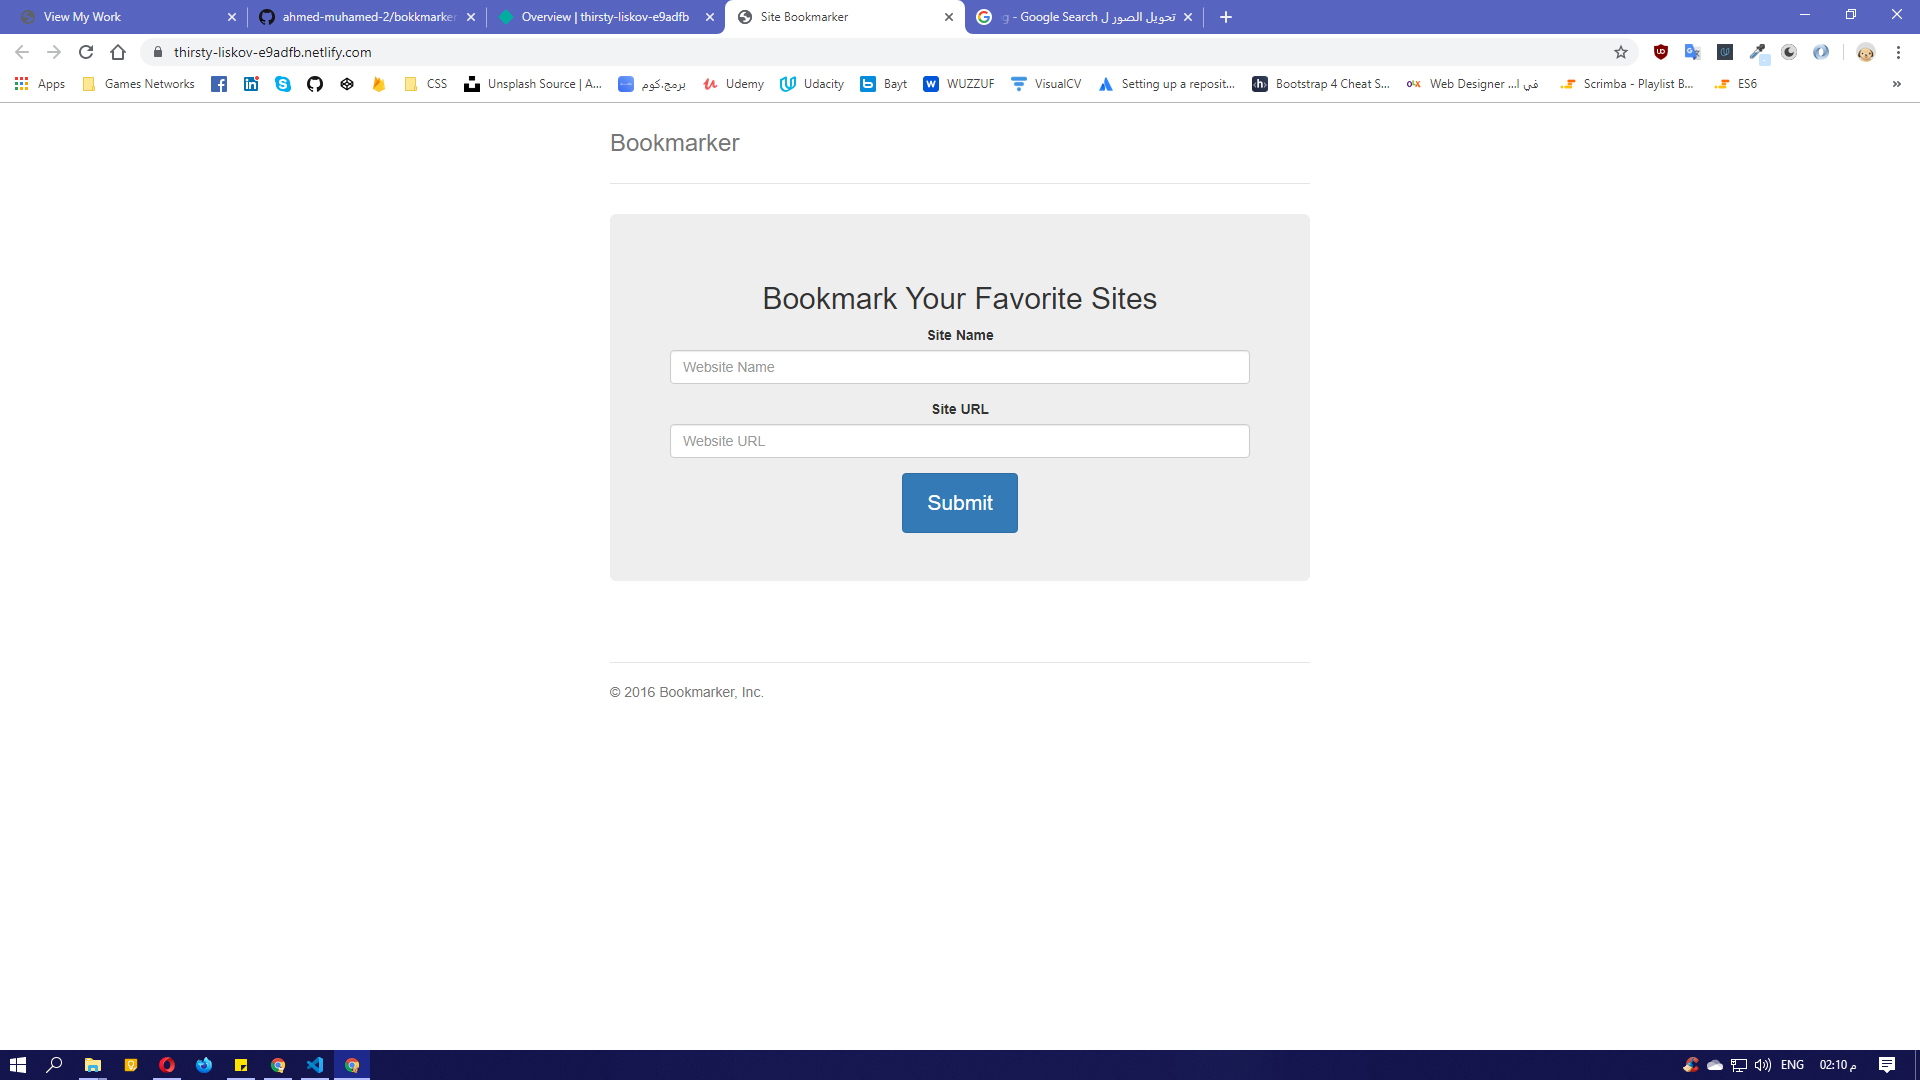 View My Work
ahmed-muhamed-2/bokkmarker
Overview | thirsty-liskov-e9adfb
Site Bookmarker
تحويل الصور ل g - Google Search
thirsty-liskov-e9adfb.netlify.com
Apps
Games Networks
CSS
Unsplash Source | A...
برمج.كوم
Udemy
Udacity
Bayt
WUZZUF
VisualCV
Setting up a reposit...
Bootstrap 4 Cheat S...
Web Designer ...في ا
Scrimba - Playlist B...
ES6
Bookmarker
Bookmark Your Favorite Sites
Site Name
Website Name
Site URL
Website URL
Submit
© 2016 Bookmarker, Inc.
ENG
02:10 م